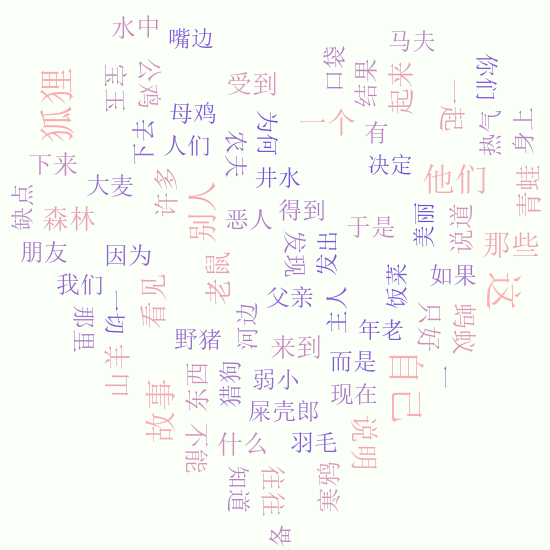 水中
嘴边
马夫
口袋
结果
起来
你们
狐狸
宝玉
公鸡
受到
一起
一个
母鸡
为何
有
气热
上身
下去
人们
农夫
井水
决定
他们
青蛙
下来
大麦
许多
别人
缺点
森林
恶人
得到
于是
美丽
说道
那些
朋友
因为
发现
发出
如果
这
我们
一切
看见
老鼠
父亲
主人
饭菜
只好
蚂蚁
那里
野猪
河边
来到
年老
山羊
东西
猎狗
弱小
而是
现在
自己
一
故事
屎壳郎
不能
什么
羽毛
说明
知道
往往
寒鸦